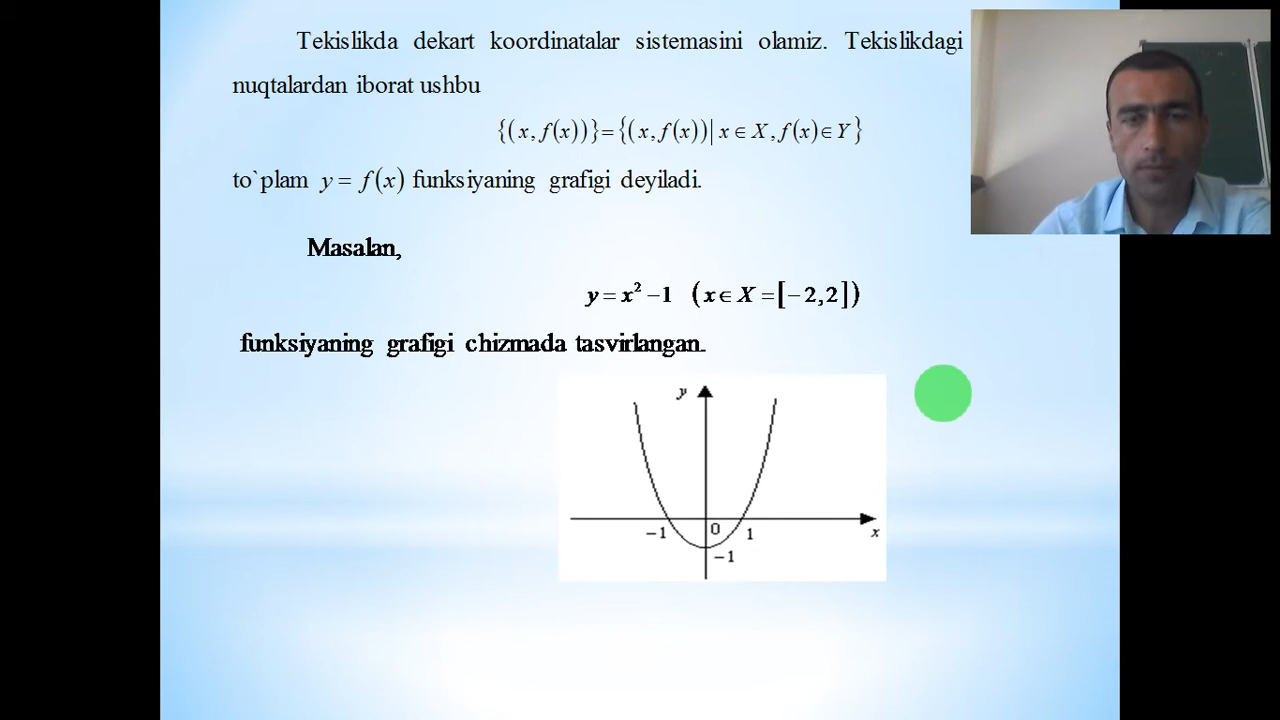 Tekislikda dekart koordinatalar sistemasini olamiz. Tekislikdagi
nuqtalardan iborat ushbu
{(x, f(x))}={(x, f(x))| x ∈ X, f(x)∈Y}
to`plam y = f(x) funksiyaning grafigi deyiladi.
Masalan,
y = x² −1 (x ∈ X =[−2,2])
funksiyaning grafigi chizmada tasvirlangan.
y
−1 0 1 x
−1